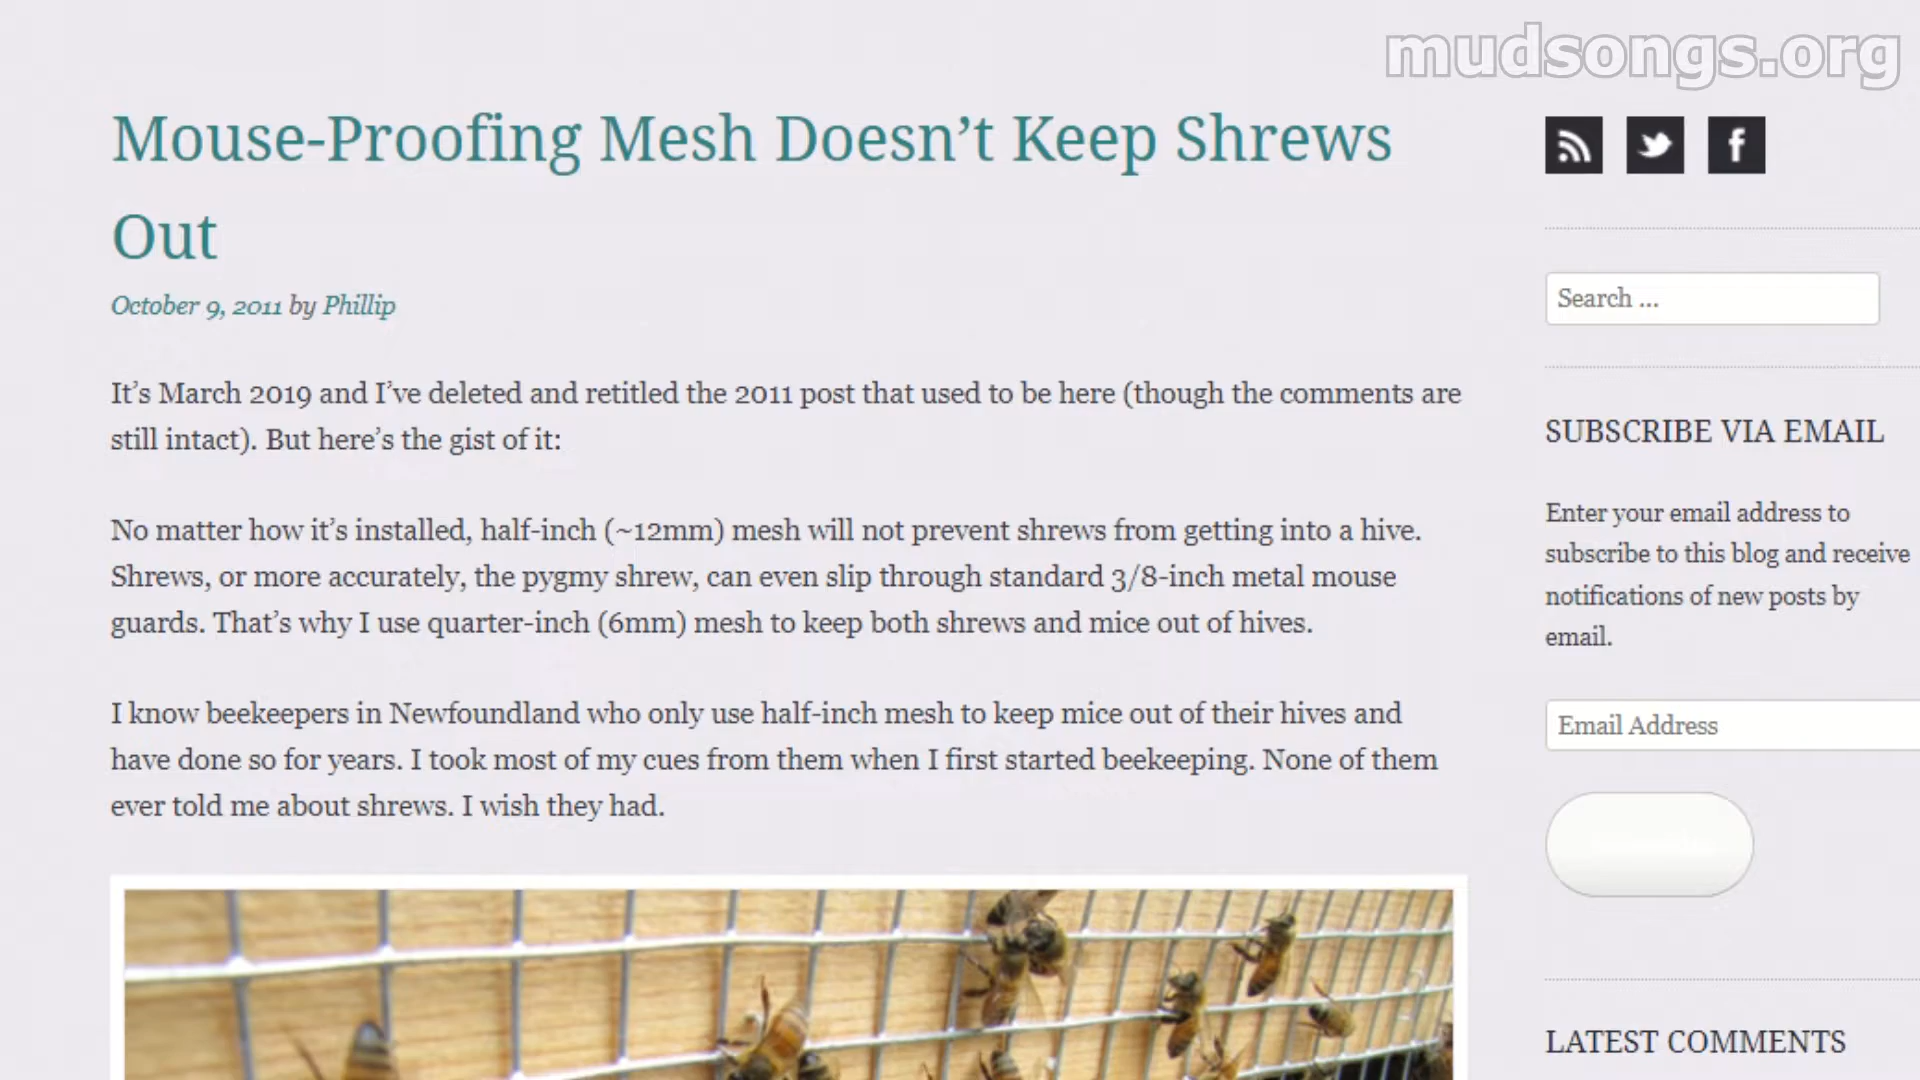 mudsongs.org
Mouse-Proofing Mesh Doesn’t Keep Shrews
Out
October 9, 2011 by Phillip
It’s March 2019 and I’ve deleted and retitled the 2011 post that used to be here (though the comments are
still intact). But here’s the gist of it:
No matter how it’s installed, half-inch (~12mm) mesh will not prevent shrews from getting into a hive.
Shrews, or more accurately, the pygmy shrew, can even slip through standard 3/8-inch metal mouse
guards. That’s why I use quarter-inch (6mm) mesh to keep both shrews and mice out of hives.
I know beekeepers in Newfoundland who only use half-inch mesh to keep mice out of their hives and
have done so for years. I took most of my cues from them when I first started beekeeping. None of them
ever told me about shrews. I wish they had.
Search ...
SUBSCRIBE VIA EMAIL
Enter your email address to
subscribe to this blog and receive
notifications of new posts by
email.
Email Address
LATEST COMMENTS